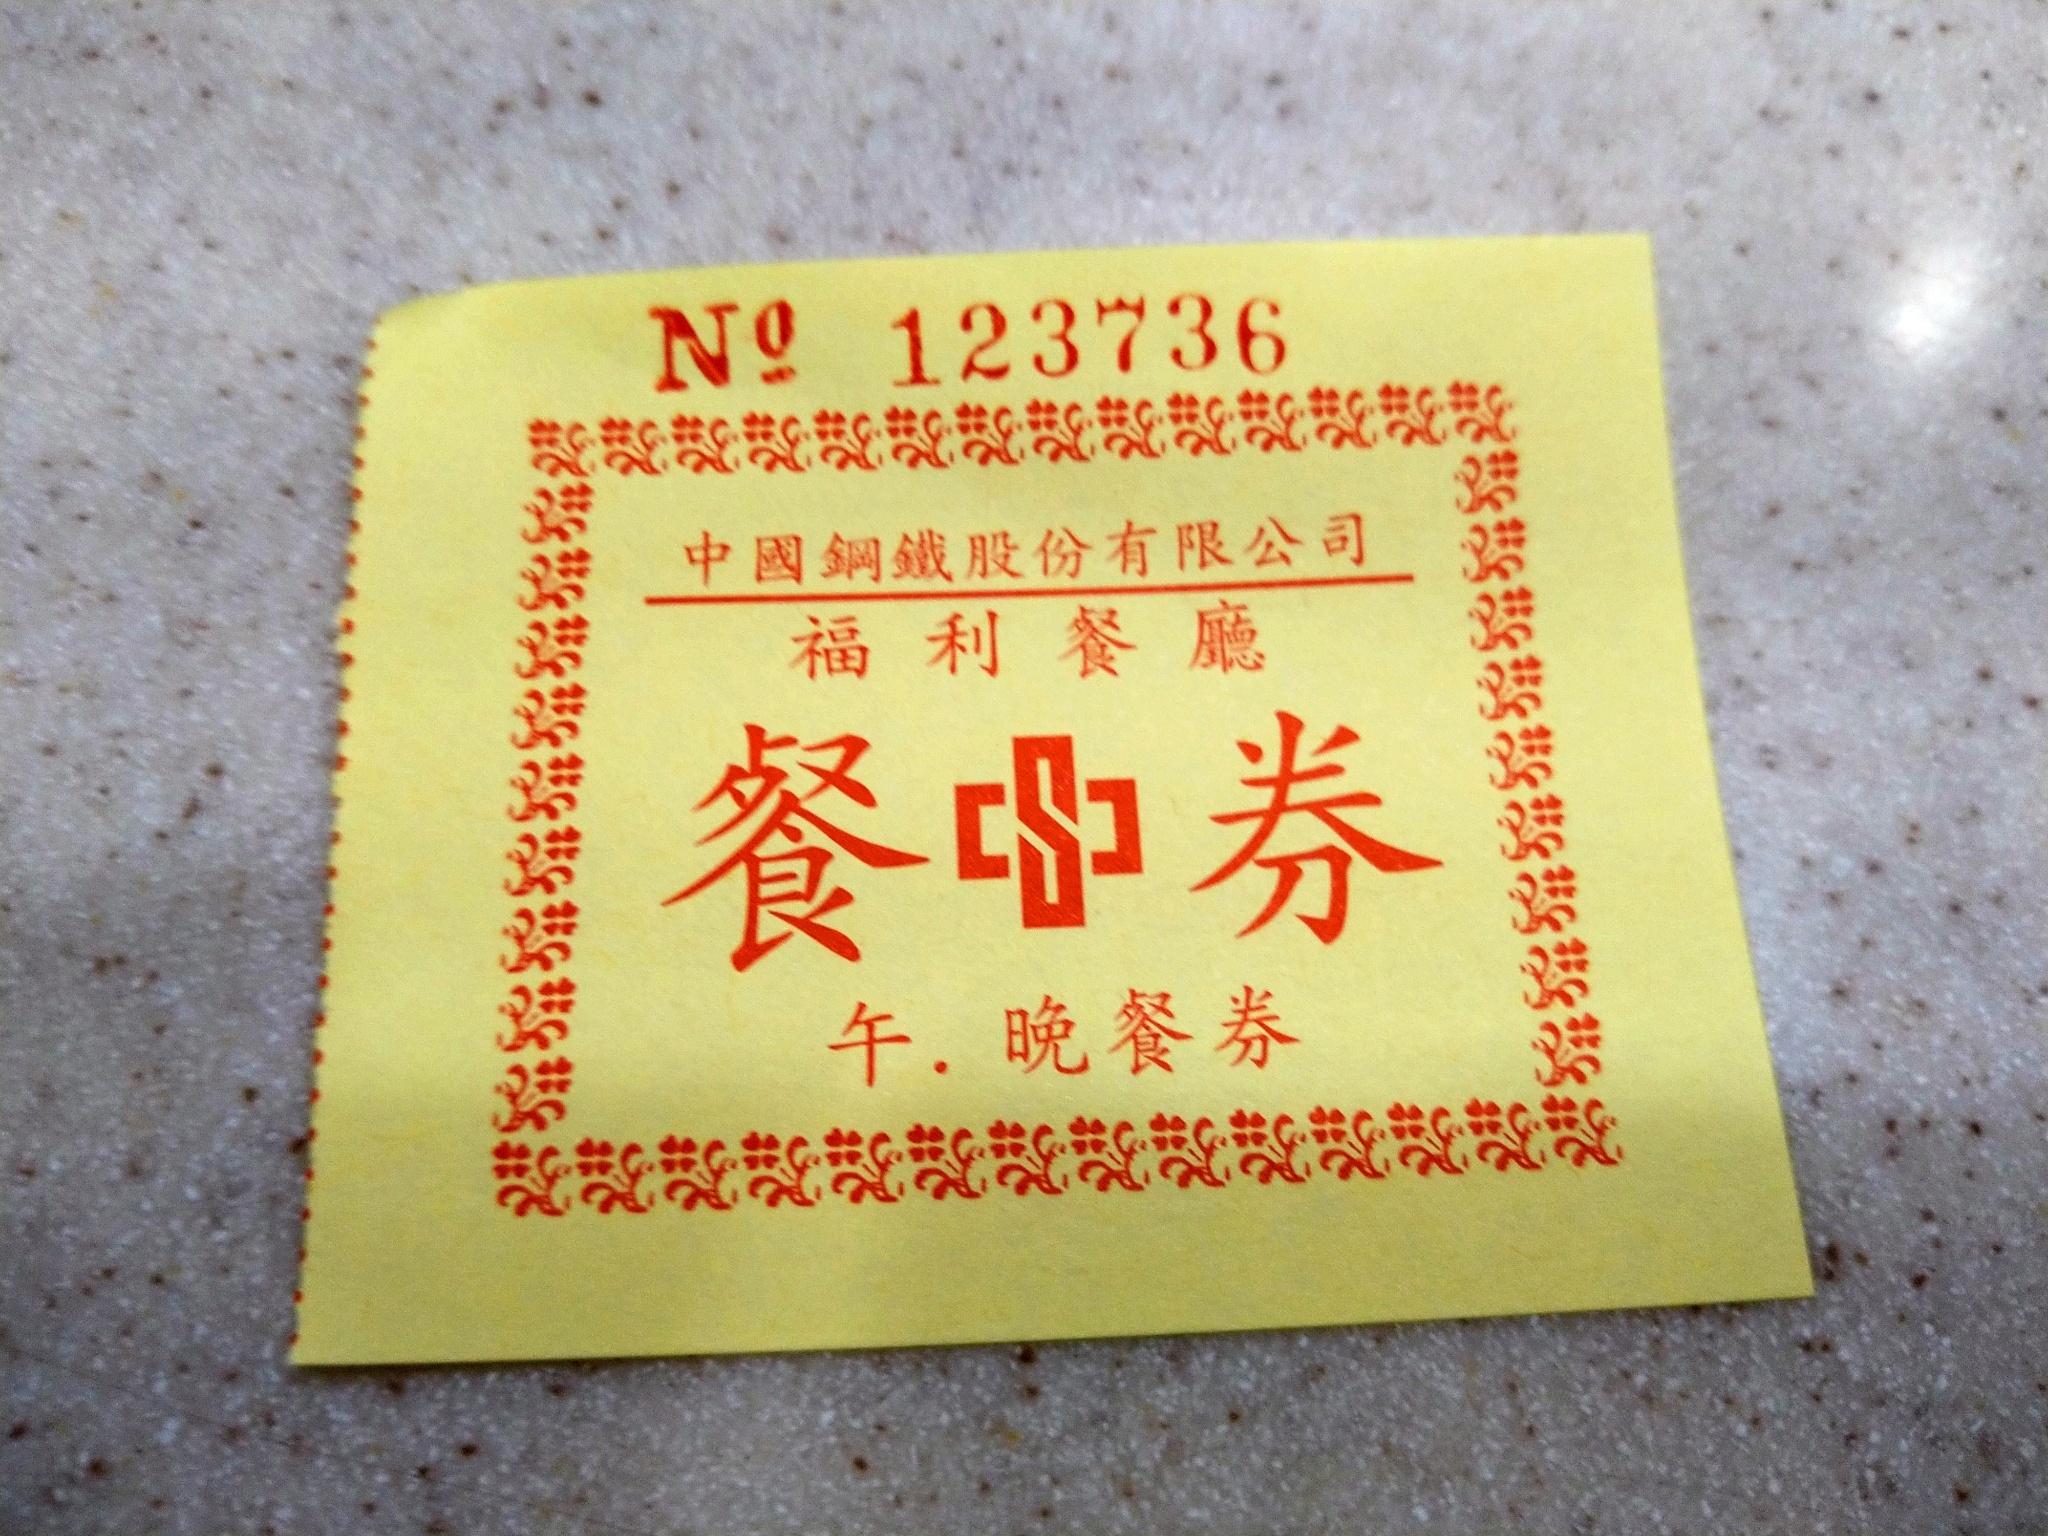 Nº 123736
中國鋼鐵股份有限公司
福利餐廳
餐 券
午.晚餐券